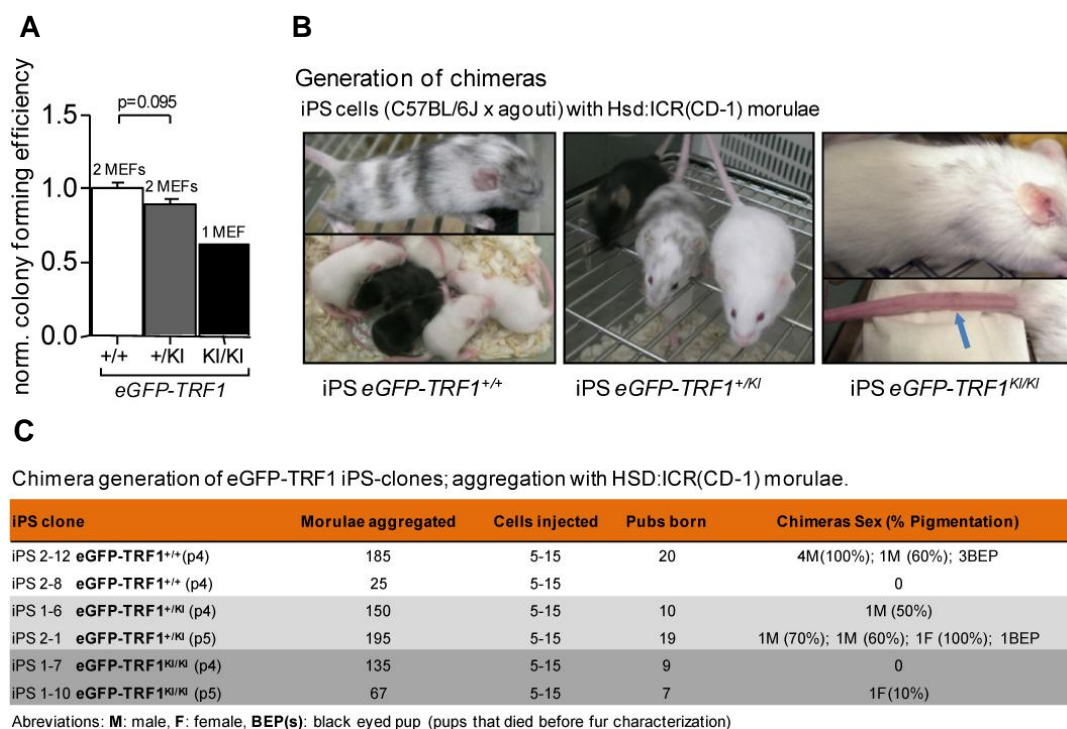 A
norm. colony forming efficiency
p=0.095
1.5
1.0
0.5
0.0
2 MEFs
2 MEFs
1 MEF
+/+
+/KI
KI/KI
eGFP-TRF1
B
Generation of chimeras
iPS cells (C57BL/6J x agouti) with Hsd:ICR(CD-1) morulae
iPS eGFP-TRF1+/+
iPS eGFP-TRF1+/KI
iPS eGFP-TRF1KI/KI
C
Chimera generation of eGFP-TRF1 iPS-clones; aggregation with HSD:ICR(CD-1) morulae.
iPS clone Morulae aggregated Cells injected Pubs born Chimeras Sex (% Pigmentation)
iPS 2-12 eGFP-TRF1+/+(p4) 185 5-15 20 4M(100%); 1M (60%); 3BEP
iPS 2-8 eGFP-TRF1+/+ (p4) 25 5-15 0
iPS 1-6 eGFP-TRF1+/KI (p4) 150 5-15 10 1M (50%)
iPS 2-1 eGFP-TRF1+/KI (p5) 195 5-15 19 1M (70%); 1M (60%); 1F (100%); 1BEP
iPS 1-7 eGFP-TRF1KI/KI (p4) 135 5-15 9 0
iPS 1-10 eGFP-TRF1KI/KI (p5) 67 5-15 7 1F(10%)
Abreviations: M: male, F: female, BEP(s): black eyed pup (pups that died before fur characterization)